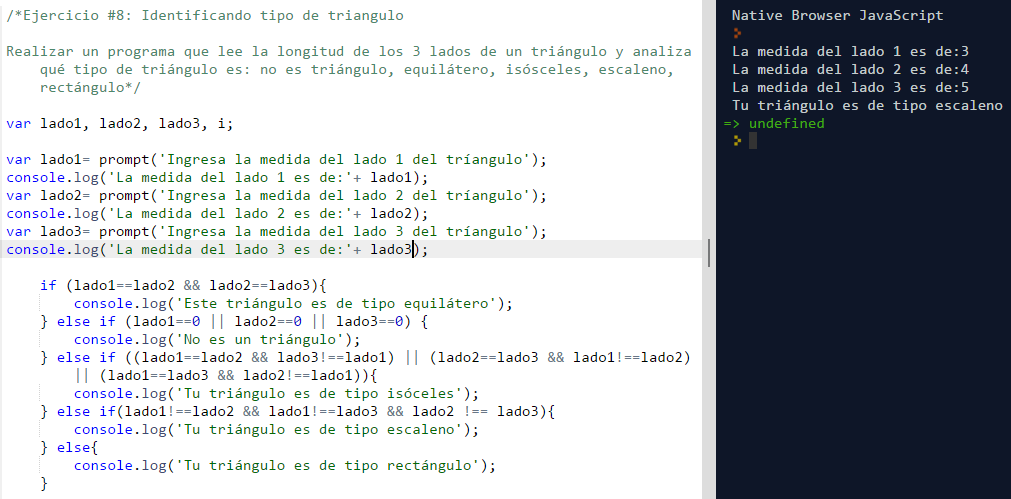 /*Ejercicio #8: Identificando tipo de triangulo
Realizar un programa que lee la longitud de los 3 lados de un triángulo y analiza
qué tipo de triángulo es: no es triángulo, equilátero, isósceles, escaleno,
rectángulo*/
var lado1, lado2, lado3, i;
var lado1= prompt('Ingresa la medida del lado 1 del tríangulo');
console.log('La medida del lado 1 es de:'+ lado1);
var lado2= prompt('Ingresa la medida del lado 2 del tríangulo');
console.log('La medida del lado 2 es de:'+ lado2);
var lado3= prompt('Ingresa la medida del lado 3 del tríangulo');
console.log('La medida del lado 3 es de:'+ lado3);
if (lado1==lado2 && lado2==lado3){
console.log('Este triángulo es de tipo equilátero');
} else if (lado1==0 || lado2==0 || lado3==0) {
console.log('No es un triángulo');
} else if ((lado1==lado2 && lado3!==lado1) || (lado2==lado3 && lado1!==lado2)
|| (lado1==lado3 && lado2!==lado1)){
console.log('Tu triángulo es de tipo isóceles');
} else if(lado1!==lado2 && lado1!==lado3 && lado2 !== lado3){
console.log('Tu triángulo es de tipo escaleno');
} else{
console.log('Tu triángulo es de tipo rectángulo');
}
Native Browser JavaScript
La medida del lado 1 es de:3
La medida del lado 2 es de:4
La medida del lado 3 es de:5
Tu triángulo es de tipo escaleno
=> undefined